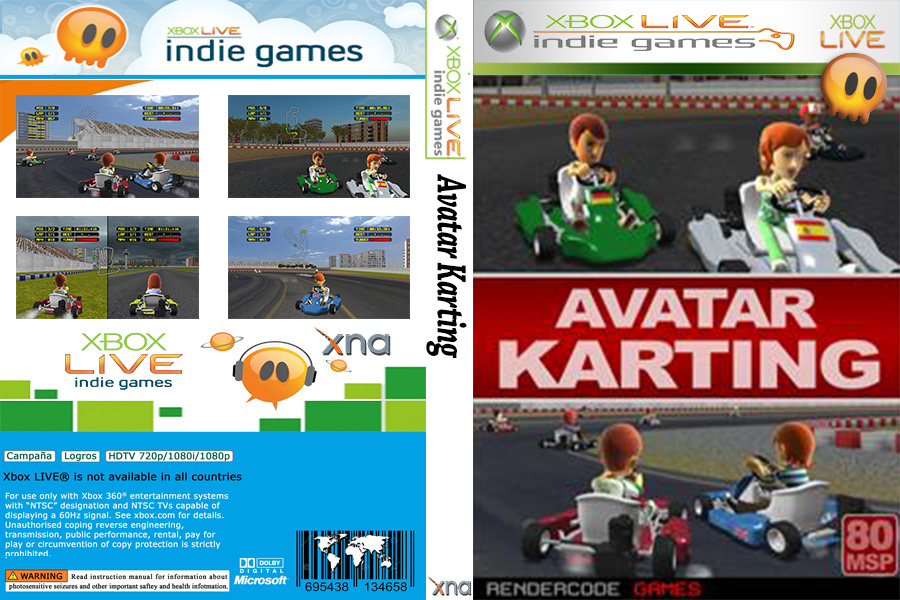 XBOX LIVE
indie games
XBOX LIVE
indie games
Avatar Karting
xna
XBOX LIVE
indie games
XBOX
LIVE
AVATAR
KARTING
80
MSP
RENDERCODE GAMES
XBOX
LIVE
indie games
xna
Campaña Logros HDTV 720p/1080i/1080p
Xbox LIVE® is not available in all countries
For use only with Xbox 360® entertainment systems
with “NTSC” designation and NTSC TVs capable of
displaying a 60Hz signal. See xbox.com for details.
Unauthorised coping reverse engineering,
transmission, public performance, rental, pay for
play or circumvention of copy protection is strictly
prohibited.
WARNING Read instruction manual for information about
photosensitive seizures and other important saftey and health information.
DOLBY
DIGITAL
Microsoft
695438 134658